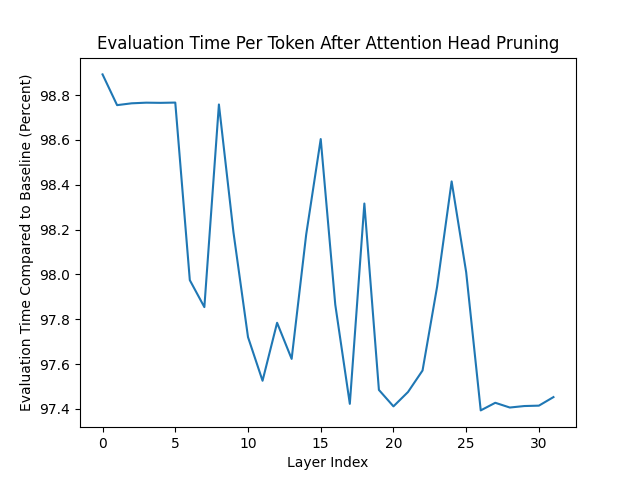 Evaluation Time Per Token After Attention Head Pruning
Evaluation Time Compared to Baseline (Percent)
98.8
98.6
98.4
98.2
98.0
97.8
97.6
97.4
0 5 10 15 20 25 30
Layer Index